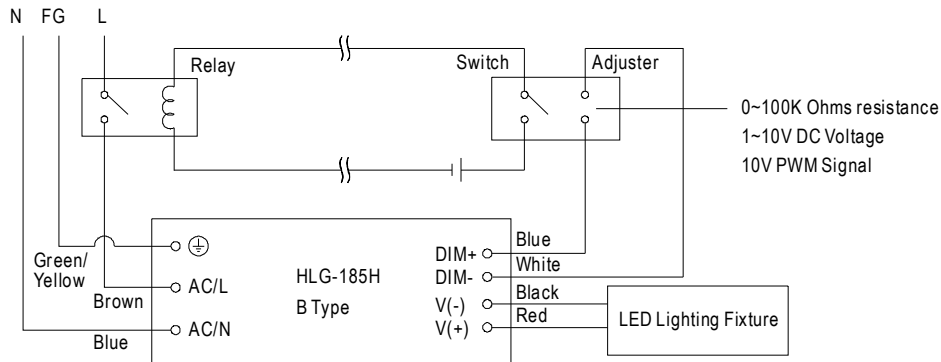 N FG L
Relay
Switch
Adjuster
0~100K Ohms resistance
1~10V DC Voltage
10V PWM Signal
Green/
Yellow
Brown
Blue
AC/L
AC/N
HLG-185H
B Type
DIM+
DIM-
V(-)
V(+)
Blue
White
Black
Red
LED Lighting Fixture